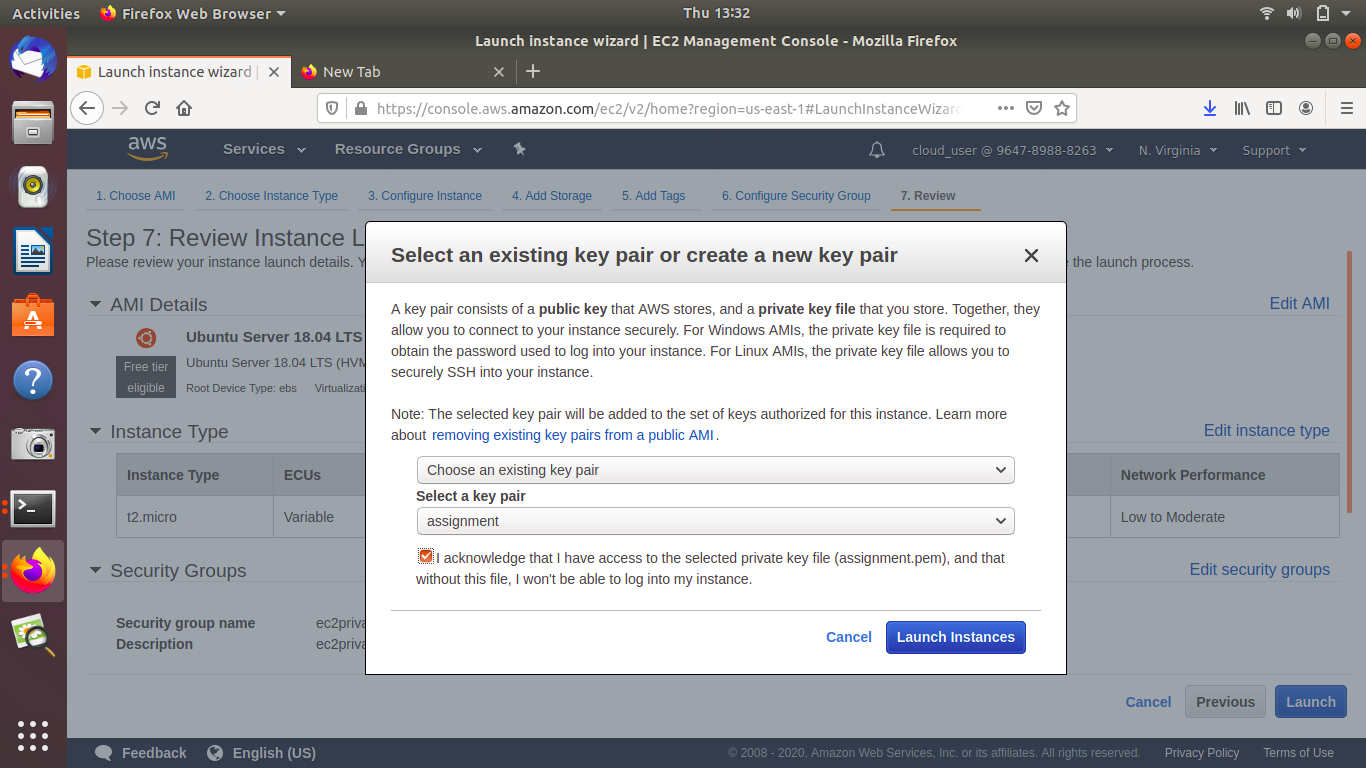 Activities Firefox Web Browser Thu 13:32
Launch instance wizard | EC2 Management Console - Mozilla Firefox
Launch instance wizard | New Tab
https://console.aws.amazon.com/ec2/v2/home?region=us-east-1#LaunchInstanceWizard
aws Services Resource Groups cloud_user @ 9647-8988-8263 N. Virginia Support
1. Choose AMI 2. Choose Instance Type 3. Configure Instance 4. Add Storage 5. Add Tags 6. Configure Security Group 7. Review
Step 7: Review Instance L
Please review your instance launch details. Y
the launch process.
AMI Details Edit AMI
Ubuntu Server 18.04 LTS
Free tier eligible
Ubuntu Server 18.04 LTS (HVM
Root Device Type: ebs Virtualizati
Instance Type Edit instance type
Instance Type ECUs Network Performance
t2.micro Variable Low to Moderate
Security Groups Edit security groups
Security group name ec2priva
Description ec2priva
Select an existing key pair or create a new key pair
A key pair consists of a public key that AWS stores, and a private key file that you store. Together, they
allow you to connect to your instance securely. For Windows AMIs, the private key file is required to
obtain the password used to log into your instance. For Linux AMIs, the private key file allows you to
securely SSH into your instance.
Note: The selected key pair will be added to the set of keys authorized for this instance. Learn more
about removing existing key pairs from a public AMI.
Choose an existing key pair
Select a key pair
assignment
I acknowledge that I have access to the selected private key file (assignment.pem), and that
without this file, I won't be able to log into my instance.
Cancel Launch Instances
Cancel Previous Launch
Feedback English (US) © 2008 - 2020, Amazon Web Services, Inc. or its affiliates. All rights reserved. Privacy Policy Terms of Use